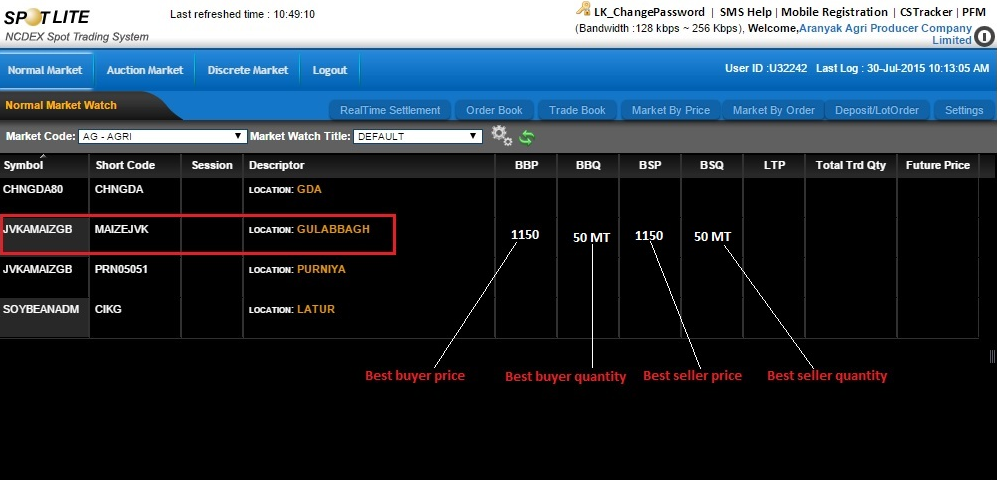 SPOT LITE
NCDEX Spot Trading System
Last refreshed time : 10:49:10
LK_ChangePassword | SMS Help | Mobile Registration | CSTracker | PFM
(Bandwidth :128 kbps ~ 256 Kbps), Welcome,Aranyak Agri Producer Company
Limited
Normal Market Auction Market Discrete Market Logout
User ID :U32242 Last Log : 30-Jul-2015 10:13:05 AM
Normal Market Watch
RealTime Settlement Order Book Trade Book Market By Price Market By Order Deposit/LotOrder Settings
Market Code: AG - AGRI Market Watch Title: DEFAULT
Symbol Short Code Session Descriptor BBP BBQ BSP BSQ LTP Total Trd Qty Future Price
CHNGDA80 CHNGDA LOCATION: GDA
JVKAMAIZGB MAIZEJVK LOCATION: GULABBAGH 1150 50 MT 1150 50 MT
JVKAMAIZGB PRN05051 LOCATION: PURNIYA
SOYBEANADM CIKG LOCATION: LATUR
Best buyer price Best buyer quantity Best seller price Best seller quantity